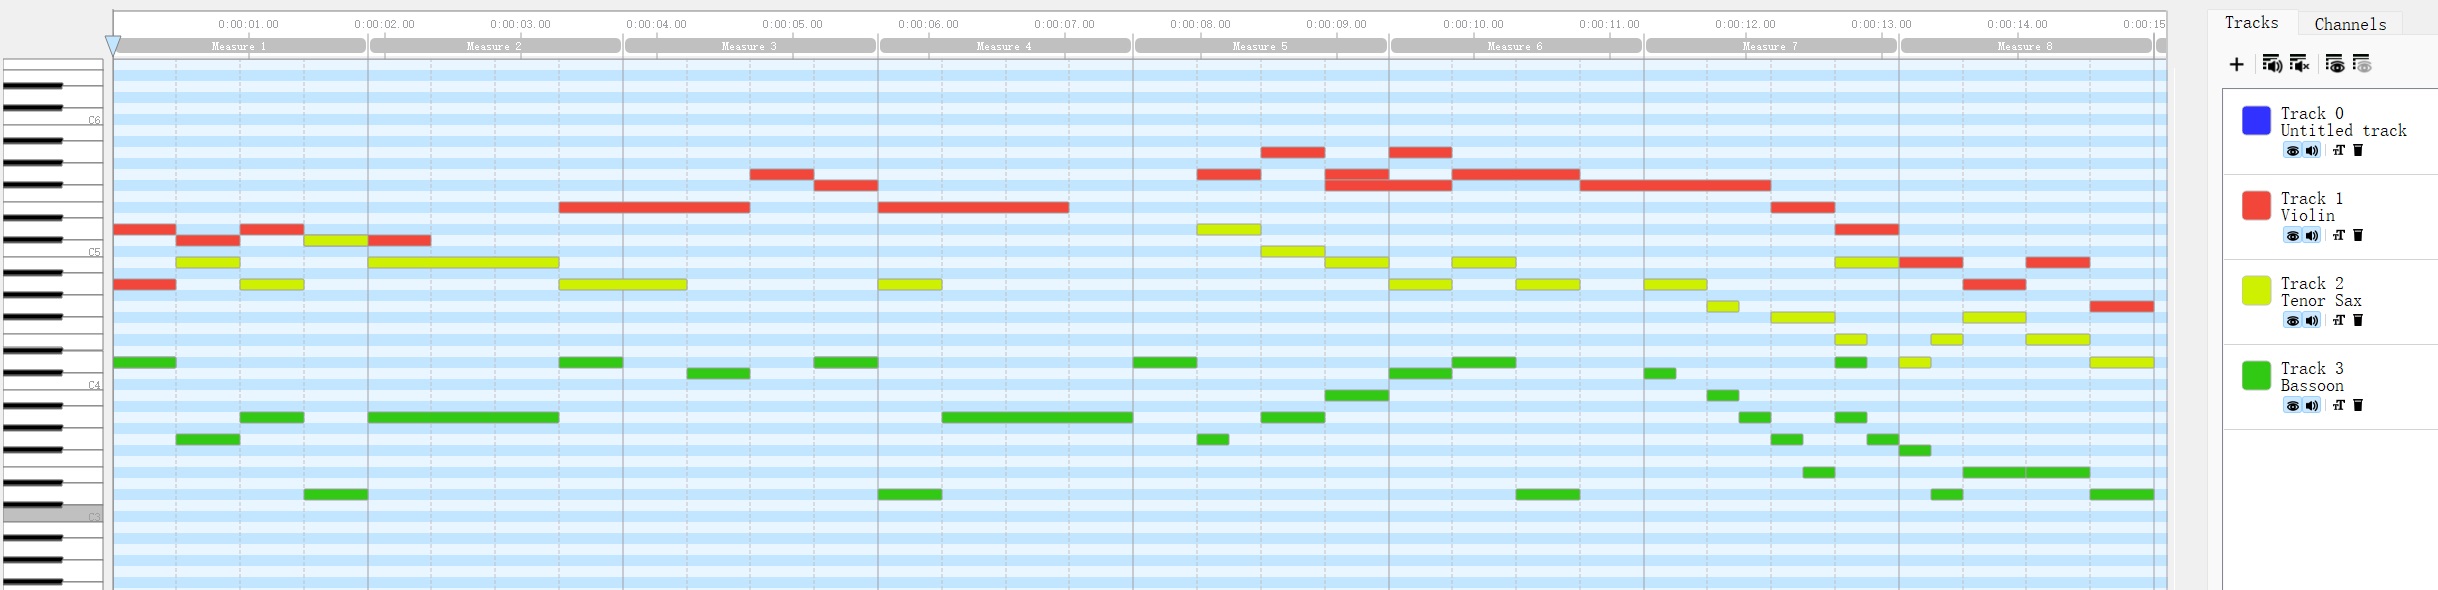 0:00:01.00 0:00:02.00 0:00:03.00 0:00:04.00 0:00:05.00 0:00:06.00 0:00:07.00 0:00:08.00 0:00:09.00 0:00:10.00 0:00:11.00 0:00:12.00 0:00:13.00 0:00:14.00 0:00:15
Measure 1 Measure 2 Measure 3 Measure 4 Measure 5 Measure 6 Measure 7 Measure 8
C6
C5
C4
C3
Tracks Channels
Track 0
Untitled track
Track 1
Violin
Track 2
Tenor Sax
Track 3
Bassoon